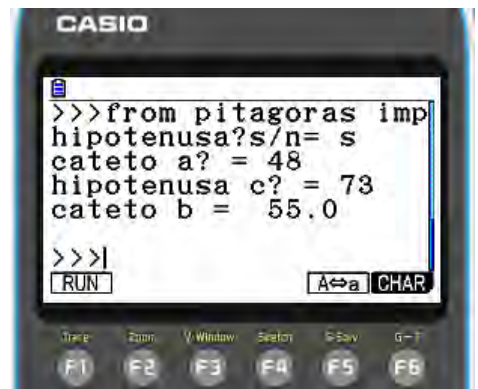 CASIO
>>>from pitagoras imp
hipotenusa?s/n= s
cateto a? = 48
hipotenusa c? = 73
cateto b =  55.0
>>>
RUN A⇔a CHAR
Trace Zoom V-Window Sketch G-Solv G-T
F1 F2 F3 F4 F5 F6